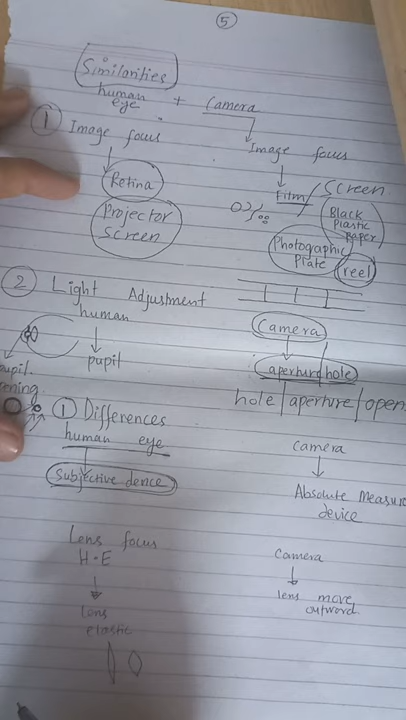 5
Similarities
human eye + Camera
1 Image focus
Image focus
Retina
Film / Screen
Projector Screen
Black Plastic Paper
Photographic Plate
reel
2 Light Adjustment
human
Camera
pupil
aperture/hole
pupil.
hole / aperture / open
1 Differences
human eye
Camera
Subjective dence
Absolute Measure device
Lens focus
H.E
Camera
Lens elastic
lens move outword